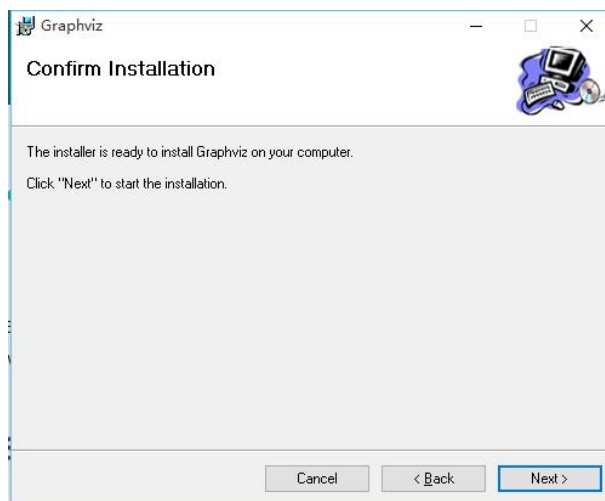 Graphviz
Confirm Installation
The installer is ready to install Graphviz on your computer.
Click "Next" to start the installation.
Cancel
< Back
Next >